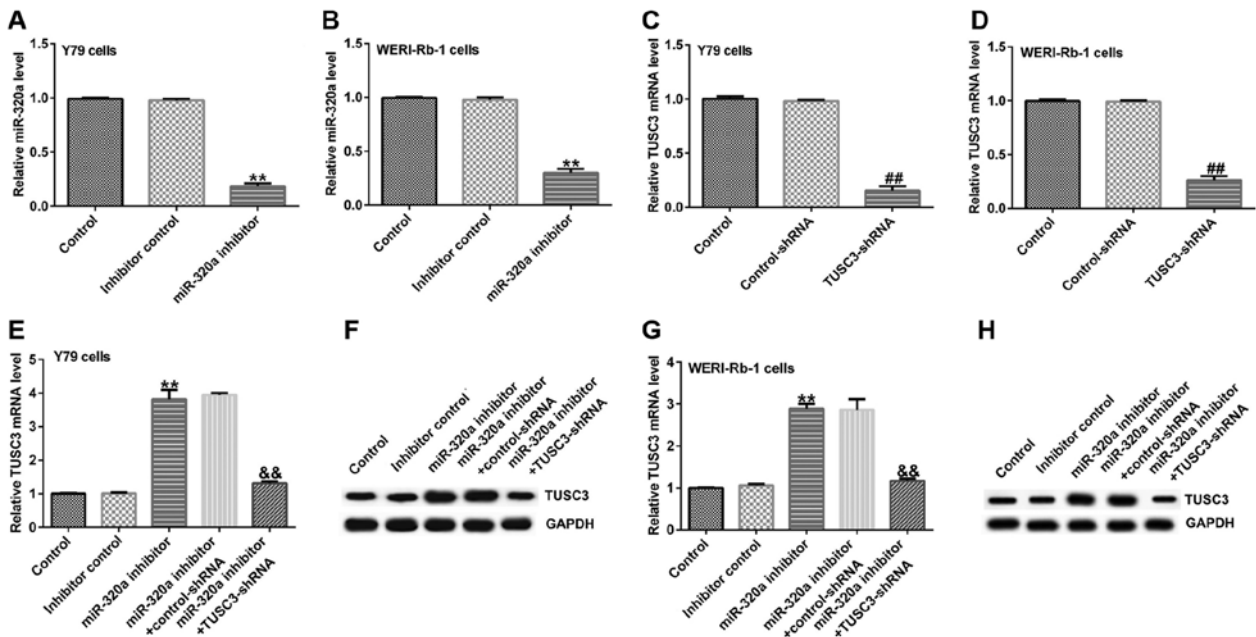 A
Y79 cells
Relative miR-320a level
1.5
1.0
0.5
0.0
**
Control
Inhibitor control
miR-320a inhibitor
B
WERI-Rb-1 cells
Relative miR-320a level
1.5
1.0
0.5
0.0
**
Control
Inhibitor control
miR-320a inhibitor
C
Y79 cells
Relative TUSC3 mRNA level
1.5
1.0
0.5
0.0
##
Control
Control-shRNA
TUSC3-shRNA
D
WERI-Rb-1 cells
Relative TUSC3 mRNA level
1.5
1.0
0.5
0.0
##
Control
Control-shRNA
TUSC3-shRNA
E
Y79 cells
Relative TUSC3 mRNA level
5
4
3
2
1
0
**
&&
Control
Inhibitor control
miR-320a inhibitor
miR-320a inhibitor
+control-shRNA
miR-320a inhibitor
+TUSC3-shRNA
F
Control
Inhibitor control
miR-320a inhibitor
miR-320a inhibitor
+control-shRNA
miR-320a inhibitor
+TUSC3-shRNA
TUSC3
GAPDH
G
WERI-Rb-1 cells
Relative TUSC3 mRNA level
4
3
2
1
0
**
&&
Control
Inhibitor control
miR-320a inhibitor
miR-320a inhibitor
+control-shRNA
miR-320a inhibitor
+TUSC3-shRNA
H
Control
Inhibitor control
miR-320a inhibitor
miR-320a inhibitor
+control-shRNA
miR-320a inhibitor
+TUSC3-shRNA
TUSC3
GAPDH